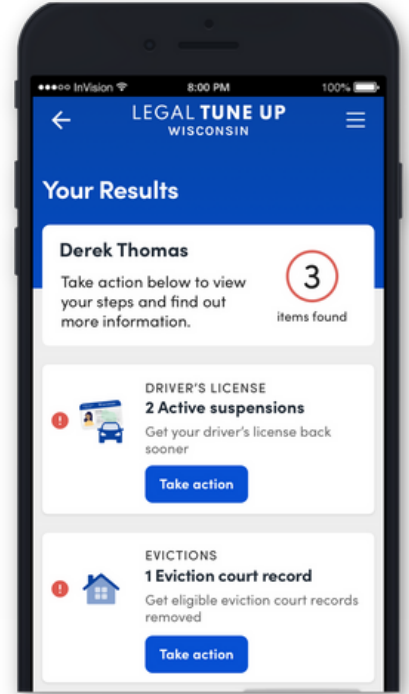 InVision 8:00 PM 100%
LEGAL TUNE UP
WISCONSIN
Your Results
Derek Thomas
Take action below to view
your steps and find out
more information.
3
items found
DRIVER'S LICENSE
2 Active suspensions
Get your driver's license back
sooner
Take action
EVICTIONS
1 Eviction court record
Get eligible eviction court records
removed
Take action